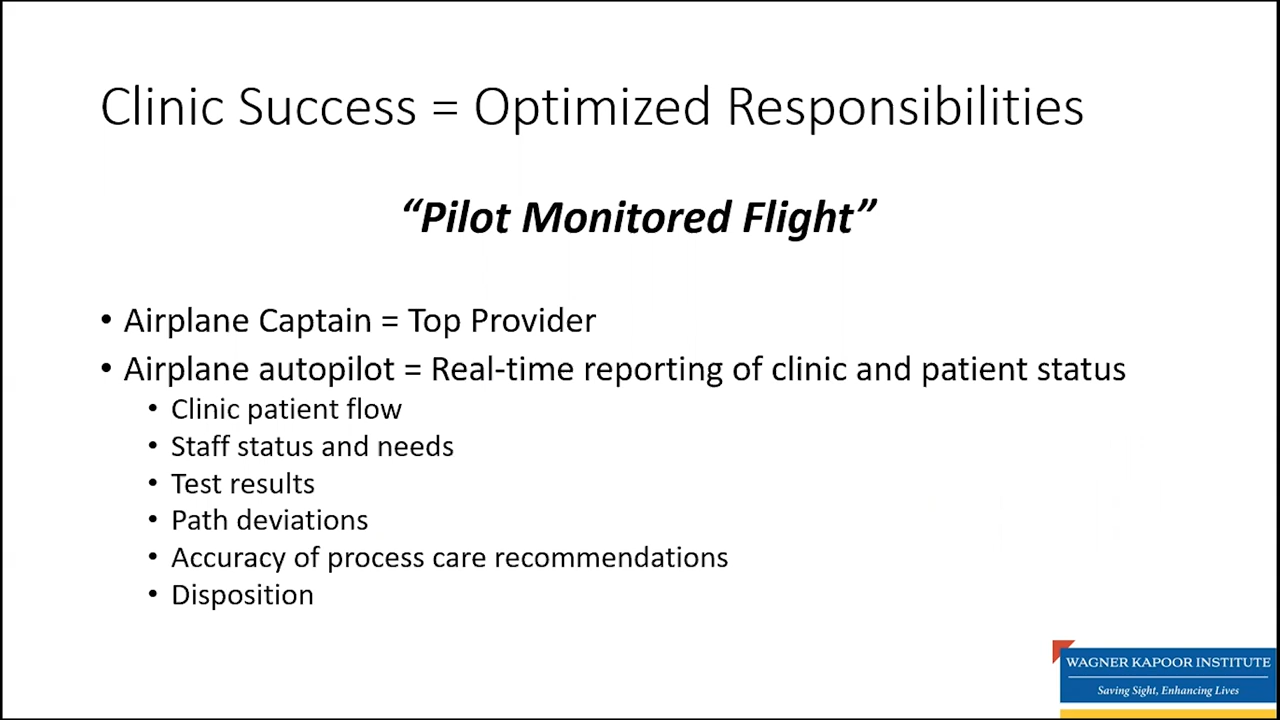 Clinic Success = Optimized Responsibilities
“Pilot Monitored Flight”
• Airplane Captain = Top Provider
• Airplane autopilot = Real-time reporting of clinic and patient status
• Clinic patient flow
• Staff status and needs
• Test results
• Path deviations
• Accuracy of process care recommendations
• Disposition
WAGNER KAPOOR INSTITUTE
Saving Sight, Enhancing Lives